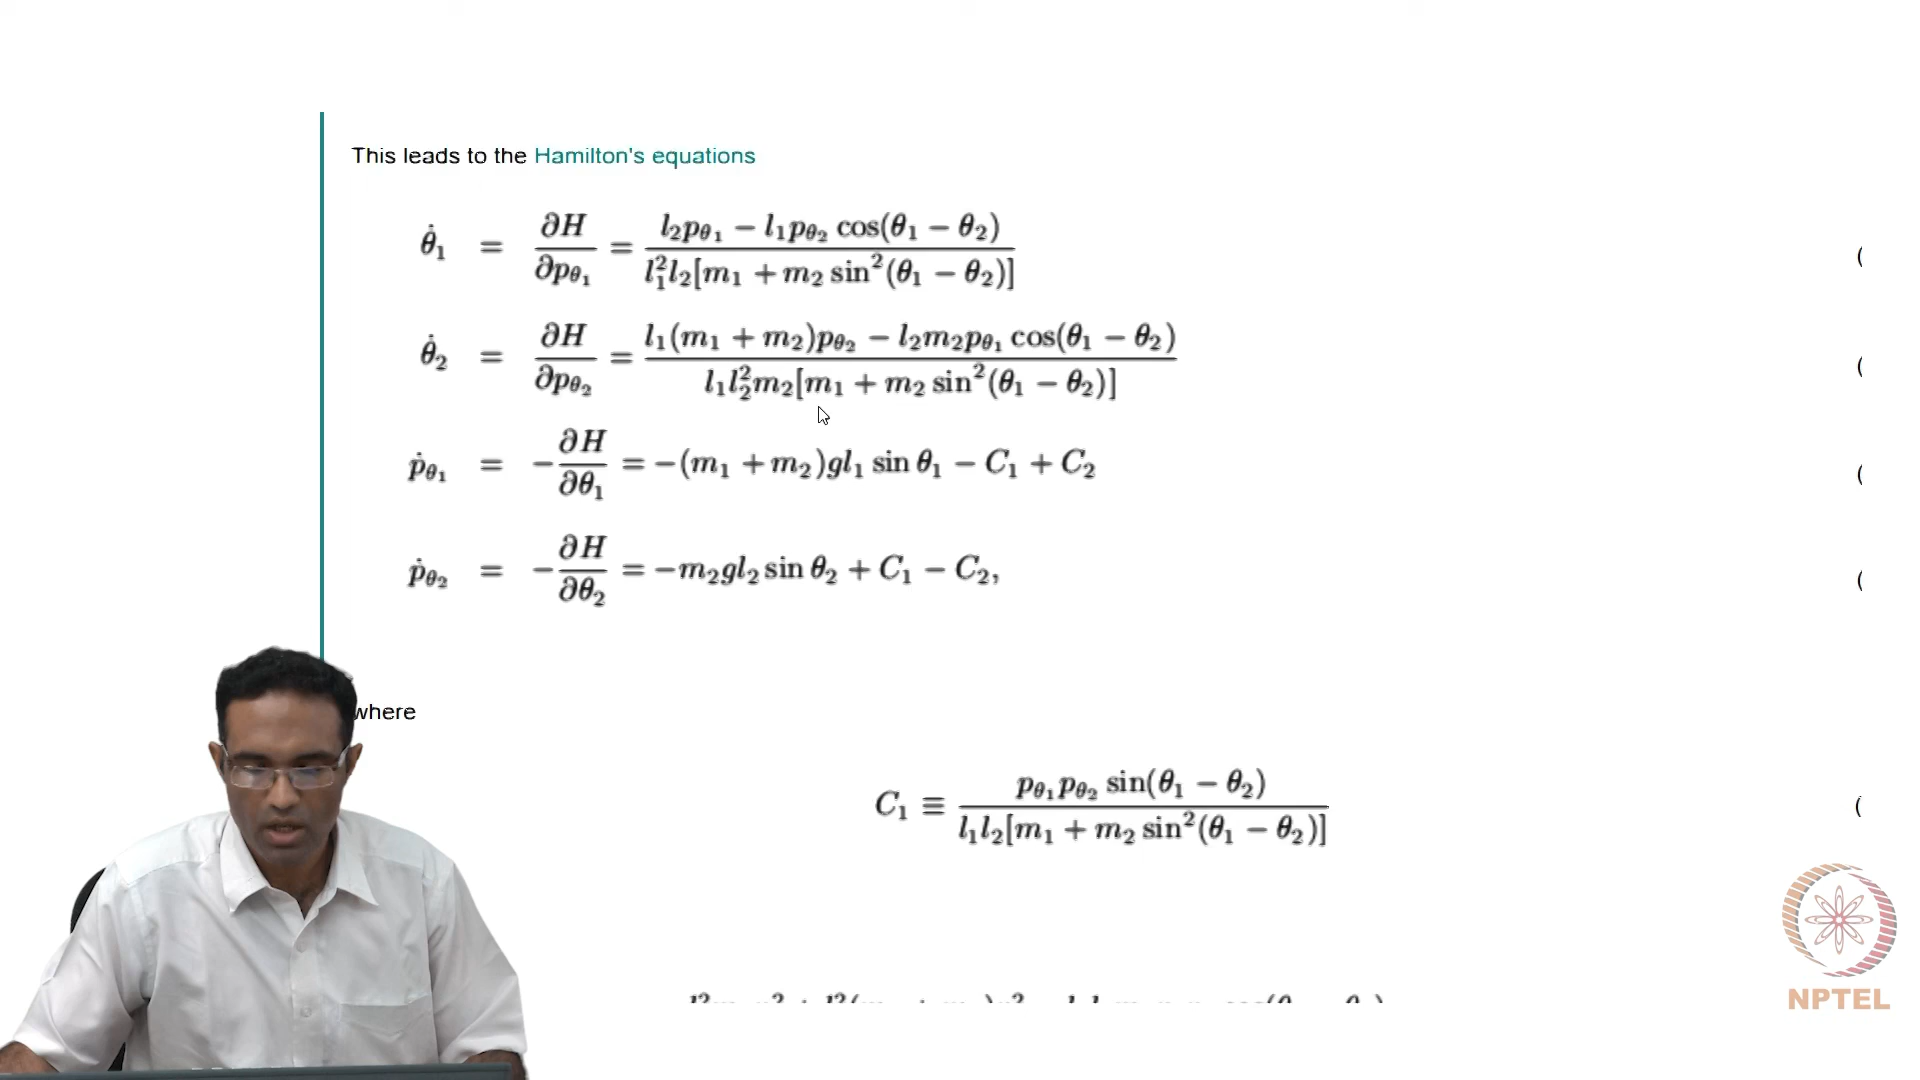 This leads to the Hamilton's equations
θ̇₁ = ∂H/∂p_θ₁ = (l₂p_θ₁ − l₁p_θ₂ cos(θ₁ − θ₂)) / (l₁²l₂[m₁ + m₂ sin²(θ₁ − θ₂)]) (
θ̇₂ = ∂H/∂p_θ₂ = (l₁(m₁ + m₂)p_θ₂ − l₂m₂p_θ₁ cos(θ₁ − θ₂)) / (l₁l₂²m₂[m₁ + m₂ sin²(θ₁ − θ₂)]) (
ṗ_θ₁ = −∂H/∂θ₁ = −(m₁ + m₂)gl₁ sin θ₁ − C₁ + C₂ (
ṗ_θ₂ = −∂H/∂θ₂ = −m₂gl₂ sin θ₂ + C₁ − C₂, (
where
C₁ ≡ (p_θ₁p_θ₂ sin(θ₁ − θ₂)) / (l₁l₂[m₁ + m₂ sin²(θ₁ − θ₂)]) (
NPTEL